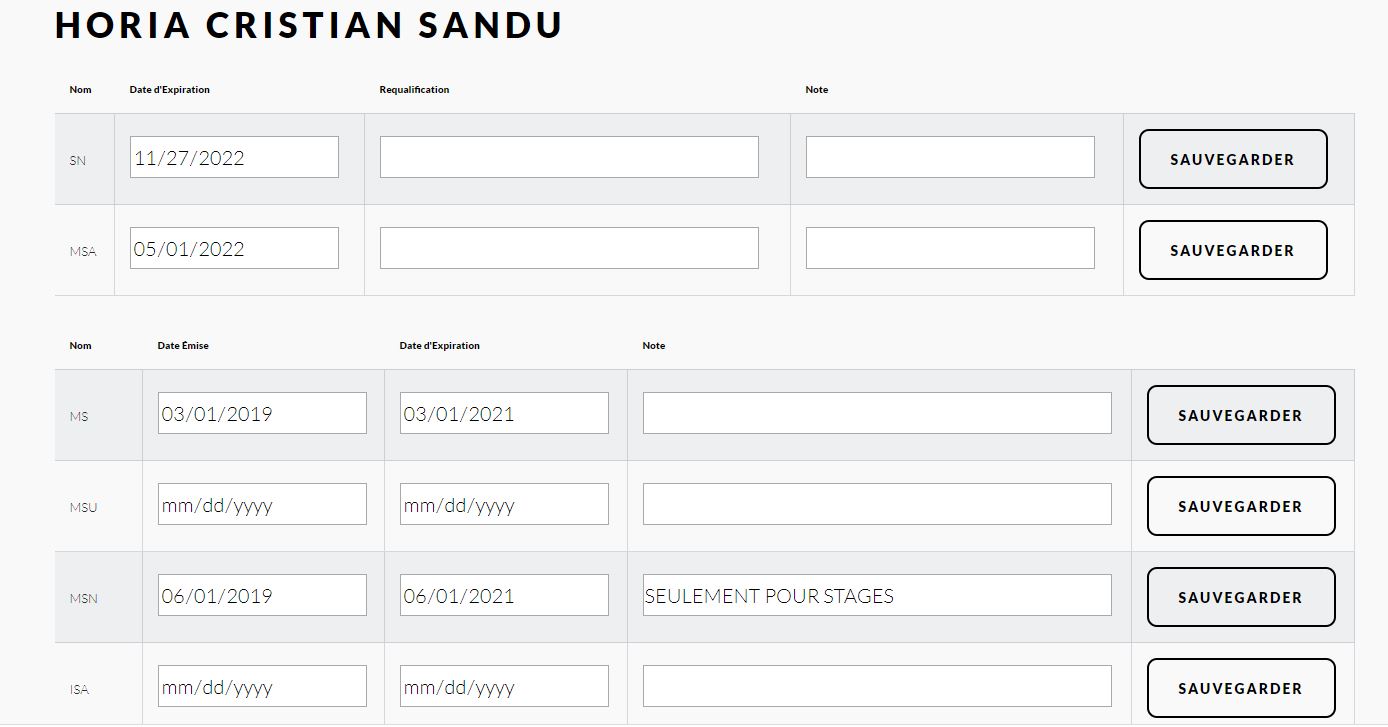 HORIA CRISTIAN SANDU
Nom Date d'Expiration Requalification Note
SN 11/27/2022 SAUVEGARDER
MSA 05/01/2022 SAUVEGARDER
Nom Date Émise Date d'Expiration Note
MS 03/01/2019 03/01/2021 SAUVEGARDER
MSU mm/dd/yyyy mm/dd/yyyy SAUVEGARDER
MSN 06/01/2019 06/01/2021 SEULEMENT POUR STAGES SAUVEGARDER
ISA mm/dd/yyyy mm/dd/yyyy SAUVEGARDER